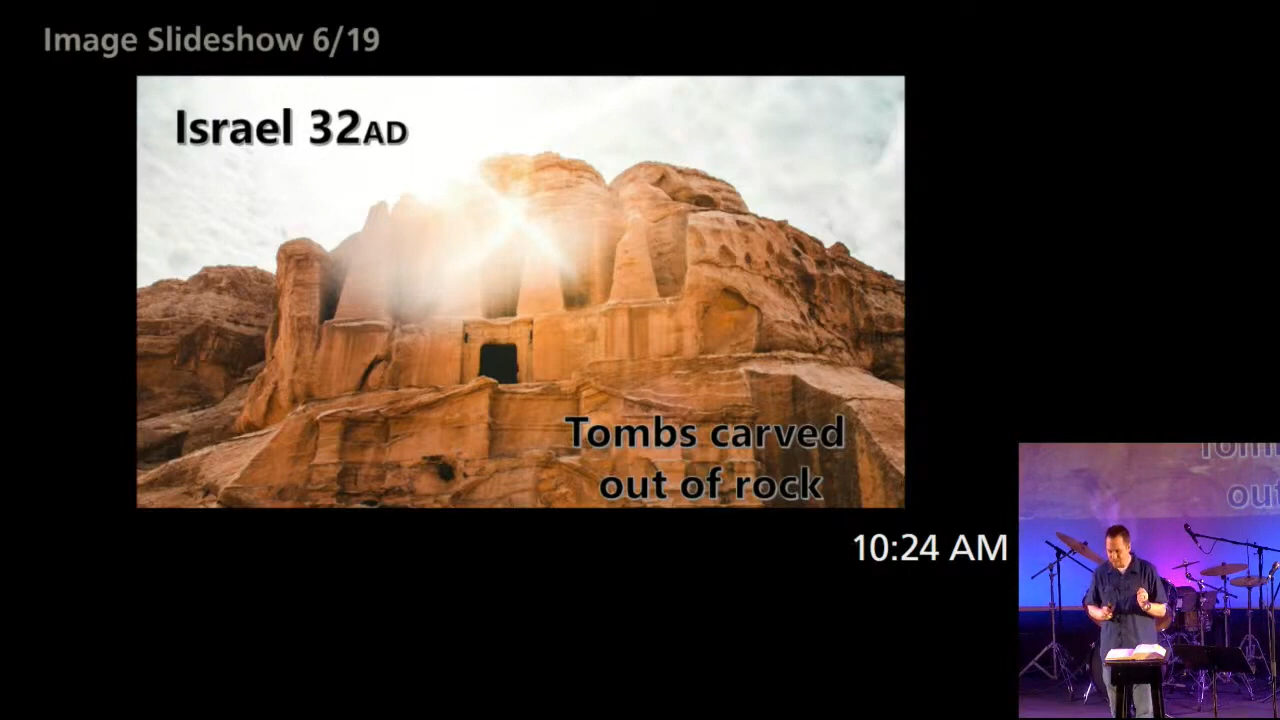 Image Slideshow 6/19
Israel 32AD
Tombs carved
out of rock
10:24 AM